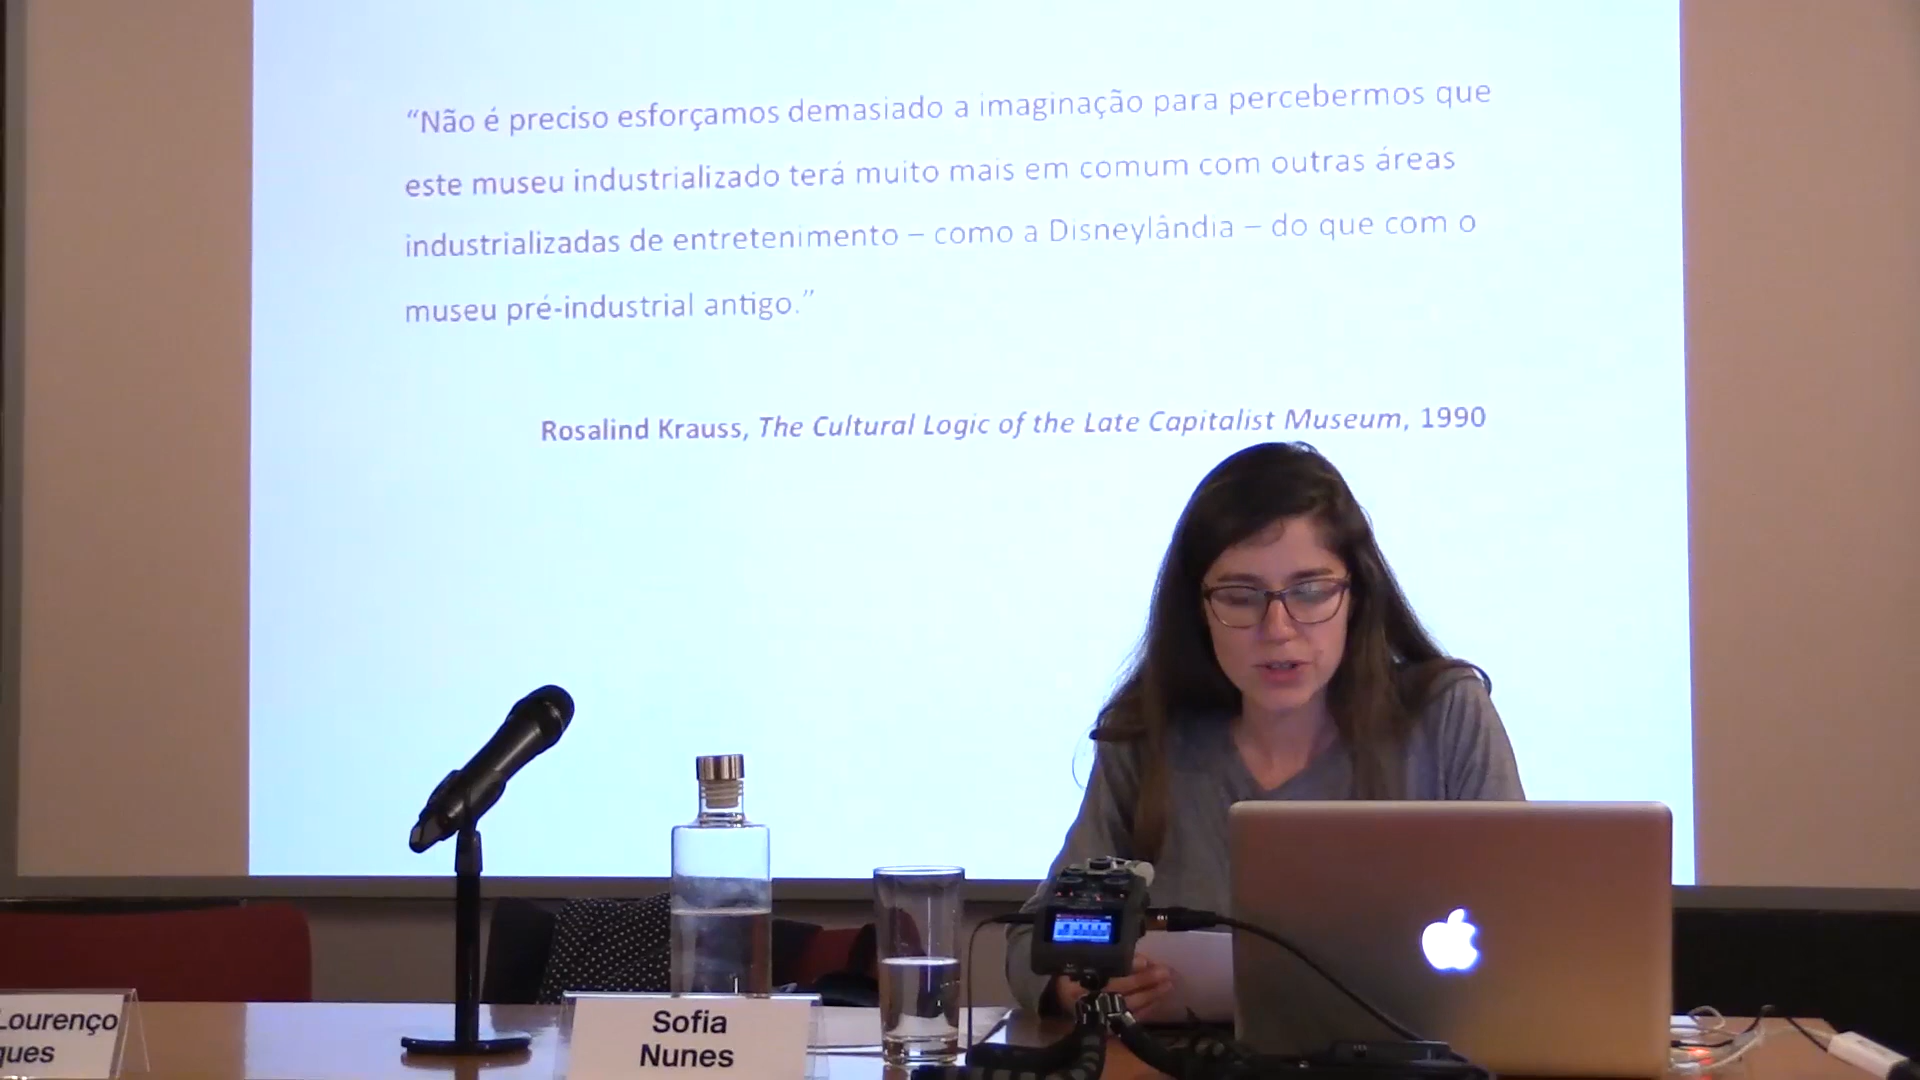 “Não é preciso esforçamos demasiado a imaginação para percebermos que
este museu industrializado terá muito mais em comum com outras áreas
industrializadas de entretenimento – como a Disneylândia – do que com o
museu pré-industrial antigo.”
Rosalind Krauss, The Cultural Logic of the Late Capitalist Museum, 1990
Lourenço
ques
Sofia
Nunes